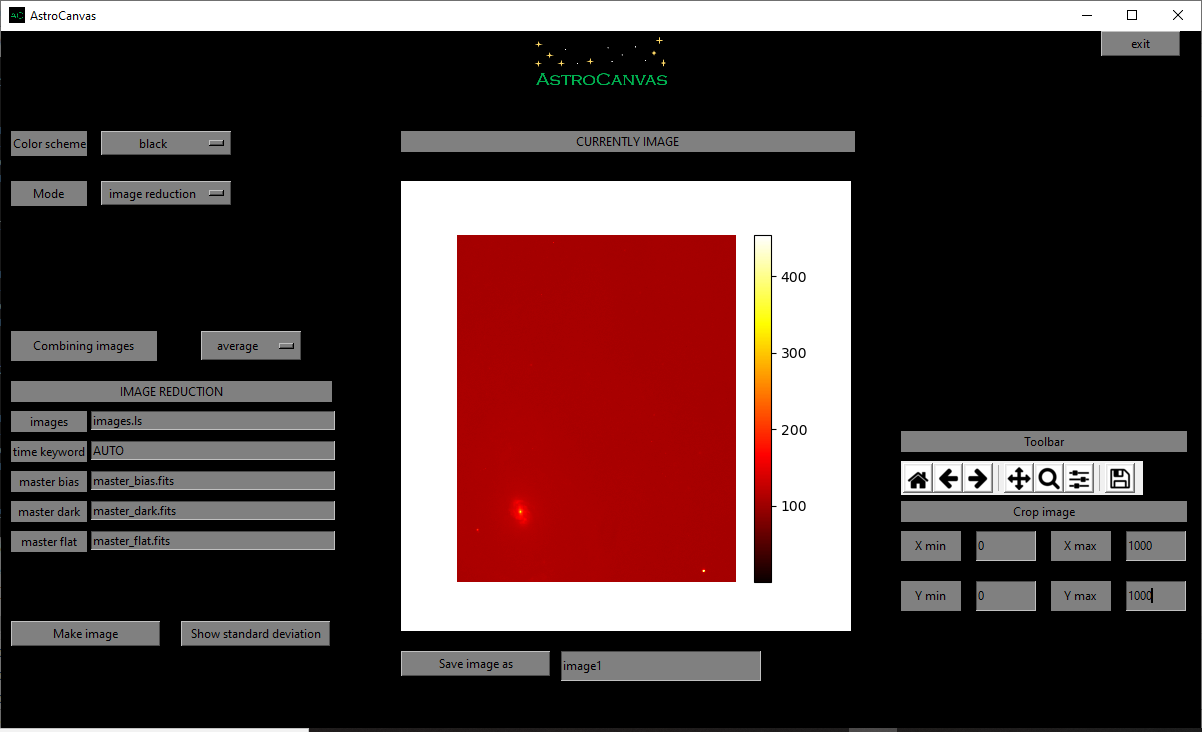 AC AstroCanvas
exit
ASTROCANVAS
Color scheme black
CURRENTLY IMAGE
Mode image reduction
400
300
200
100
Combining images average
IMAGE REDUCTION
images images.ls
time keyword AUTO
master bias master_bias.fits
master dark master_dark.fits
master flat master_flat.fits
Make image Show standard deviation
Save image as image1
Toolbar
Crop image
X min 0 X max 1000
Y min 0 Y max 1000